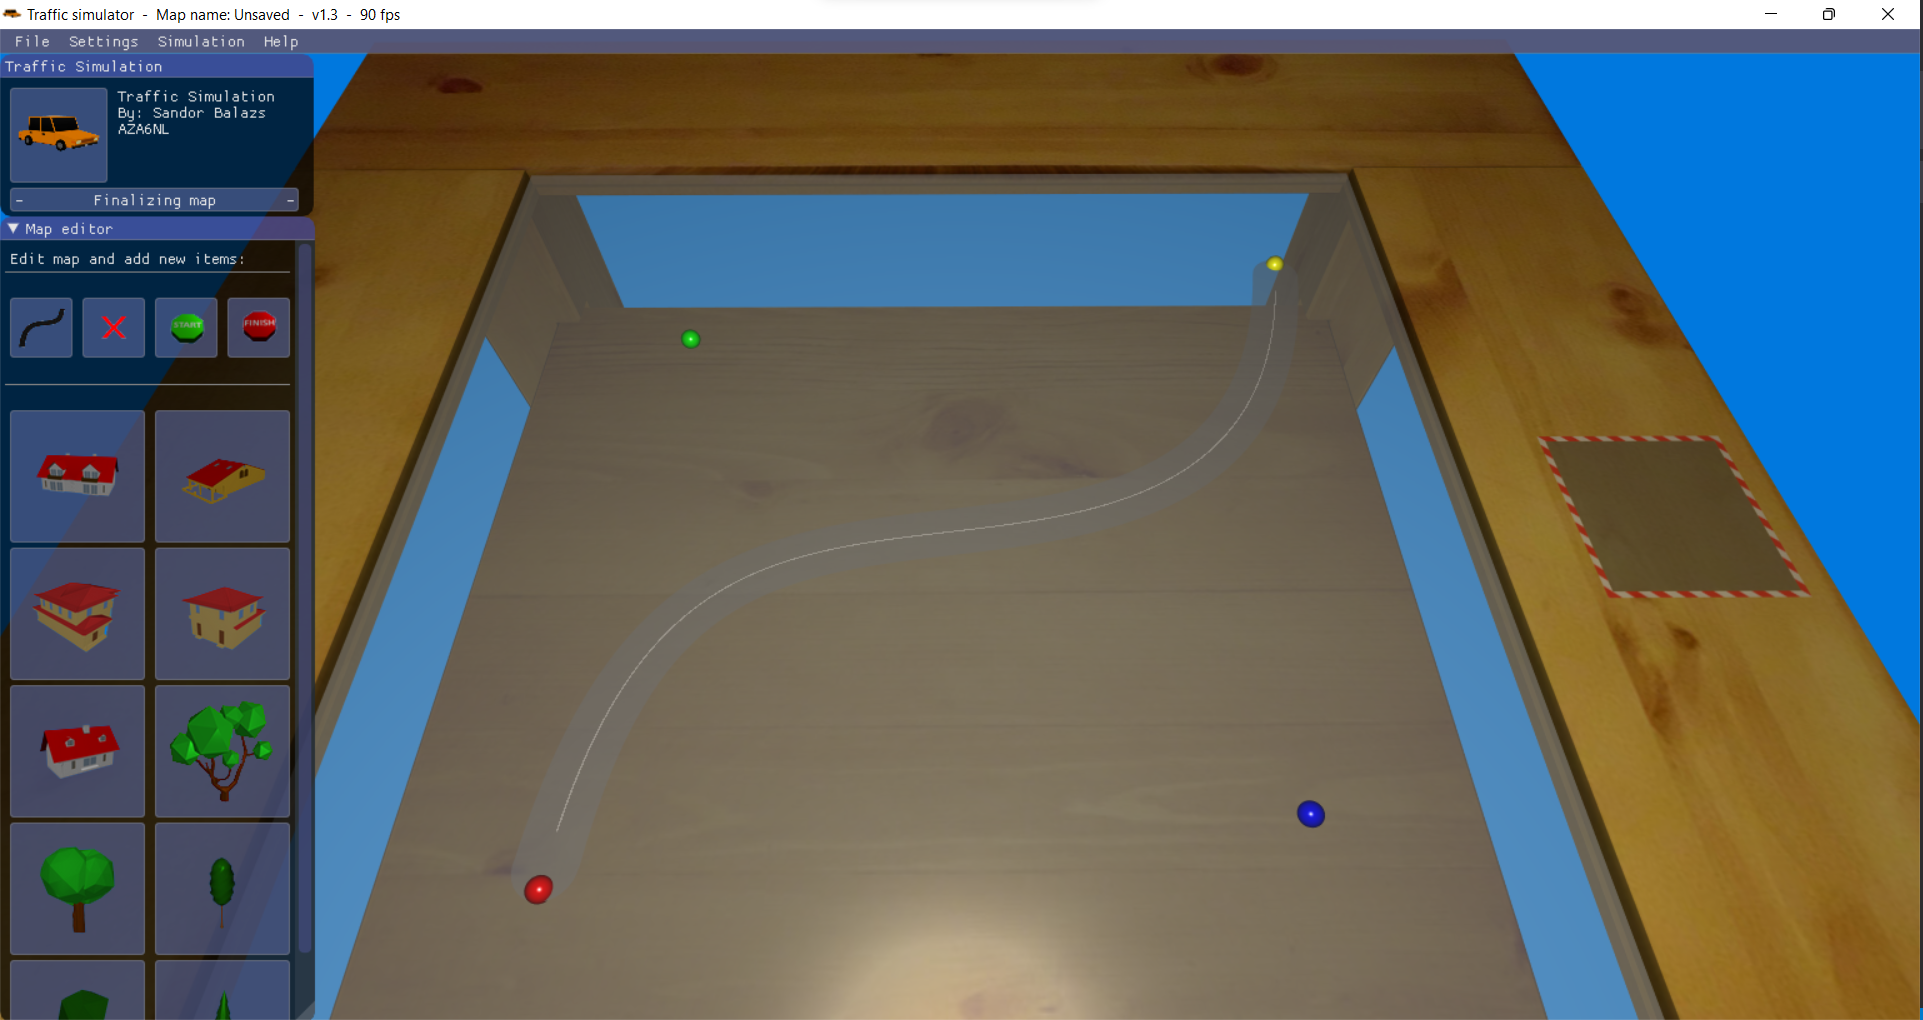 Traffic simulator  -  Map name: Unsaved  -  v1.3  -  90 fps
File Settings Simulation Help
Traffic Simulation
Traffic Simulation
By: Sandor Balazs
AZA6NL
- Finalizing map -
Map editor
Edit map and add new items:
START FINISH